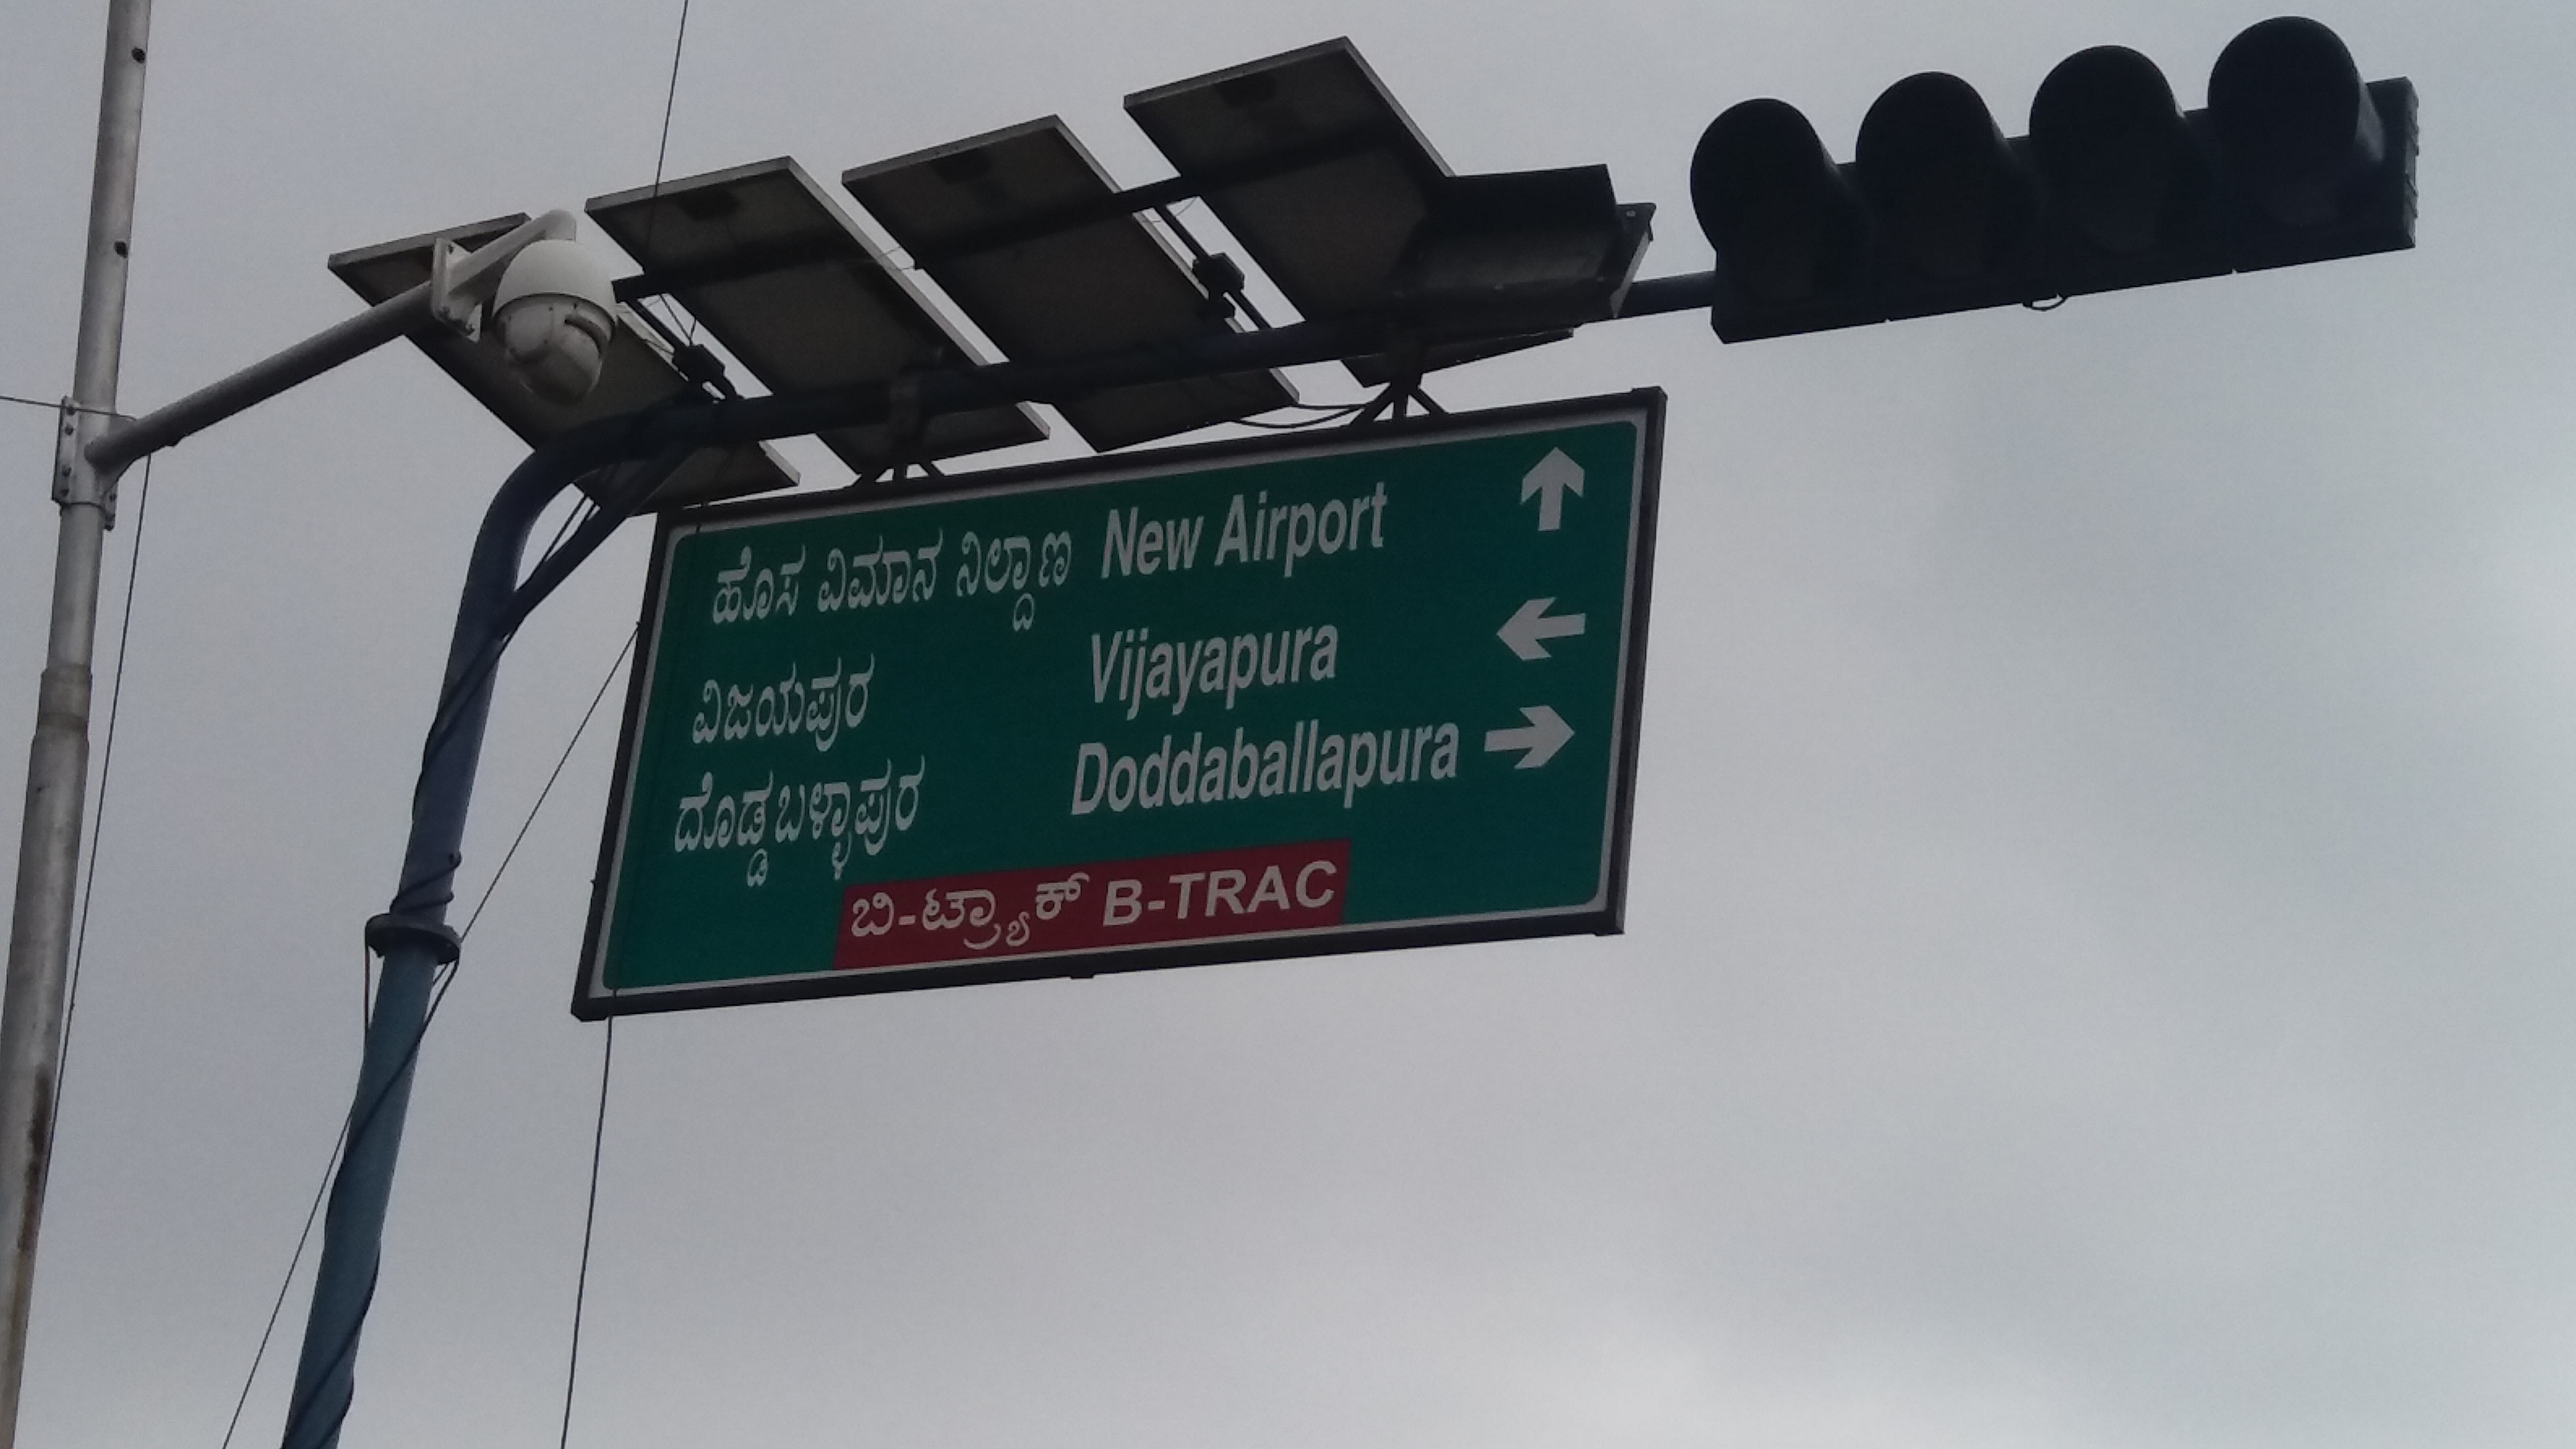 ಹೊಸ ವಿಮಾನ ನಿಲ್ದಾಣ New Airport
ವಿಜಯಪುರ Vijayapura
ದೊಡ್ಡಬಳ್ಳಾಪುರ Doddaballapura
ಬಿ-ಟ್ರ್ಯಾಕ್ B-TRAC